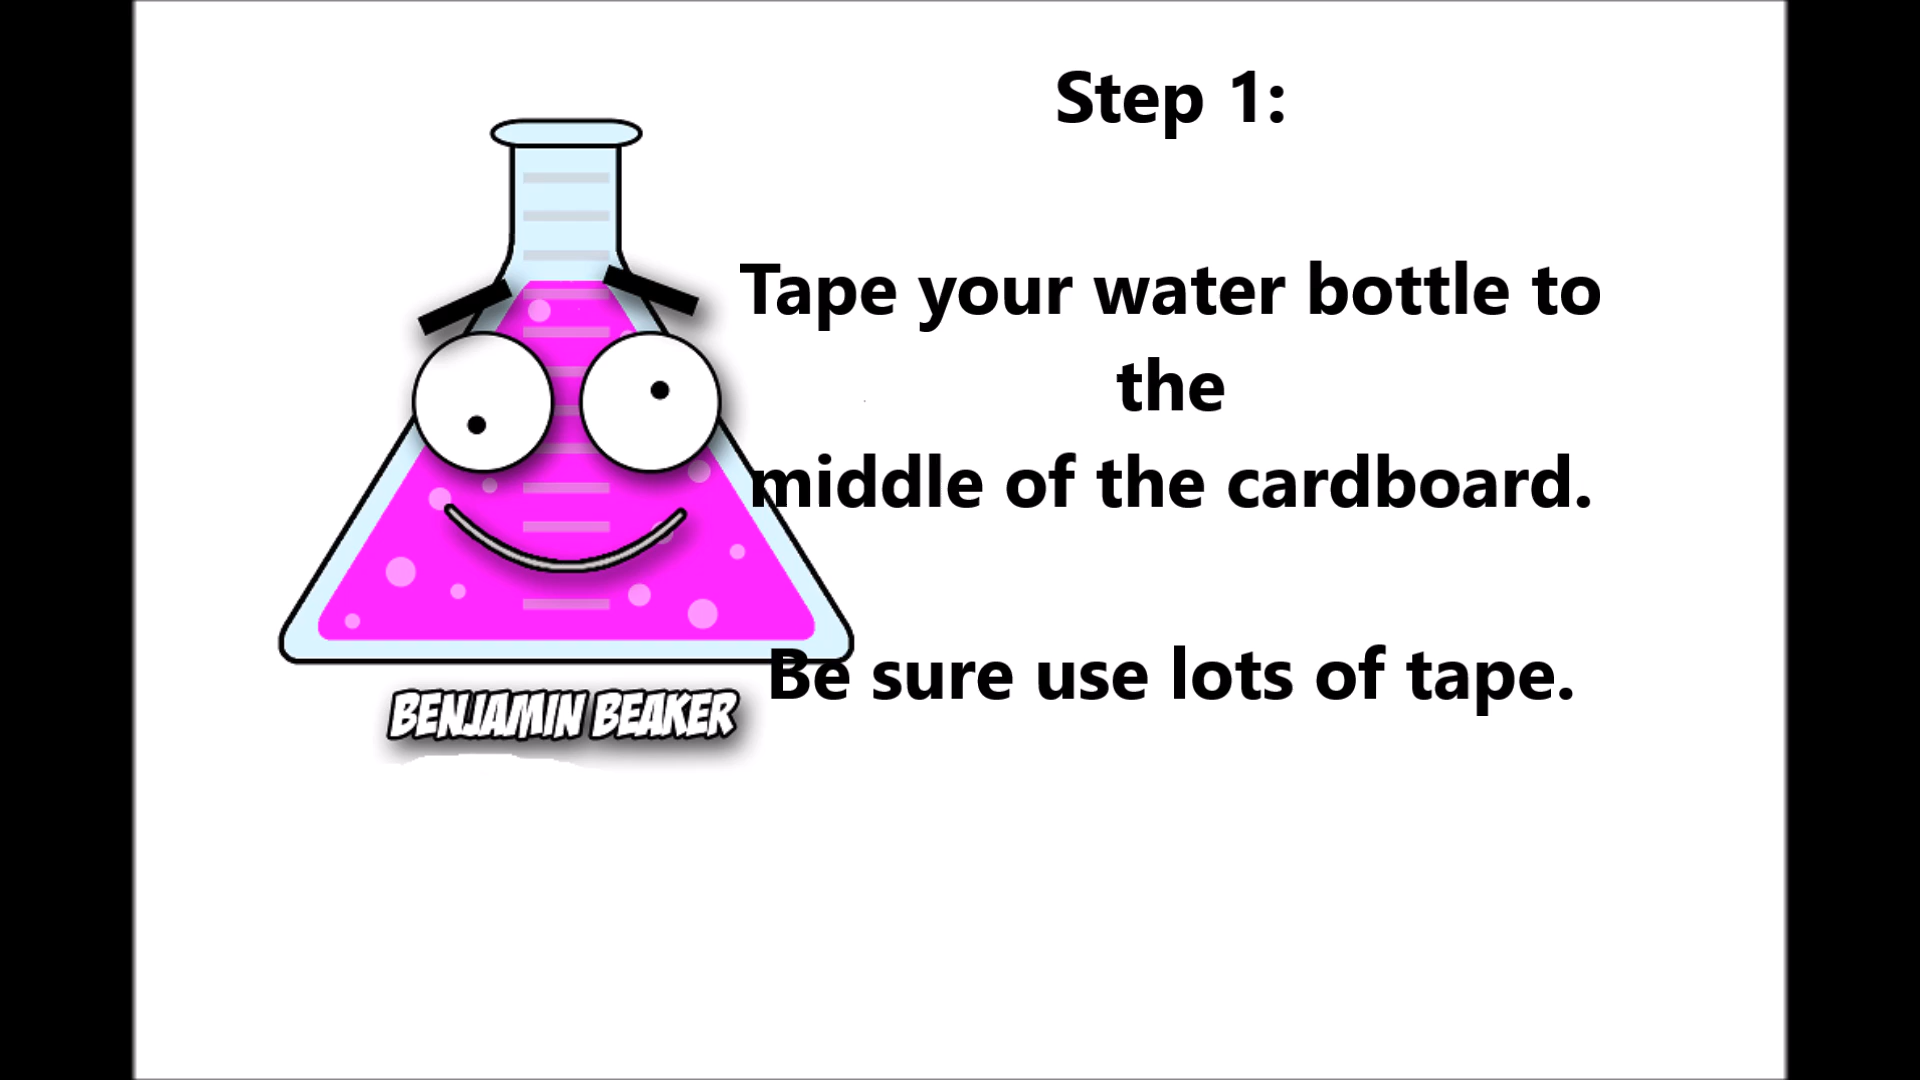 Step 1:
Tape your water bottle to
the
middle of the cardboard.
Be sure use lots of tape.
BENJAMIN BEAKER